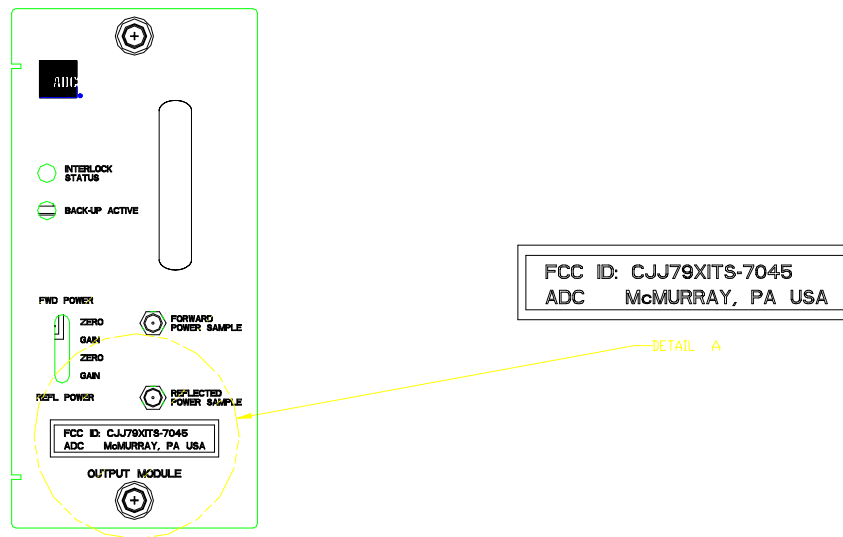 ADC
INTERLOCK
STATUS
BACK-UP ACTIVE
FWD POWER
ZERO
GAIN
ZERO
GAIN
REFL POWER
FORWARD
POWER SAMPLE
REFLECTED
POWER SAMPLE
FCC ID: CJJ79XITS-7045
ADC McMURRAY, PA USA
OUTPUT MODULE
FCC ID: CJJ79XITS-7045
ADC McMURRAY, PA USA
DETAIL A